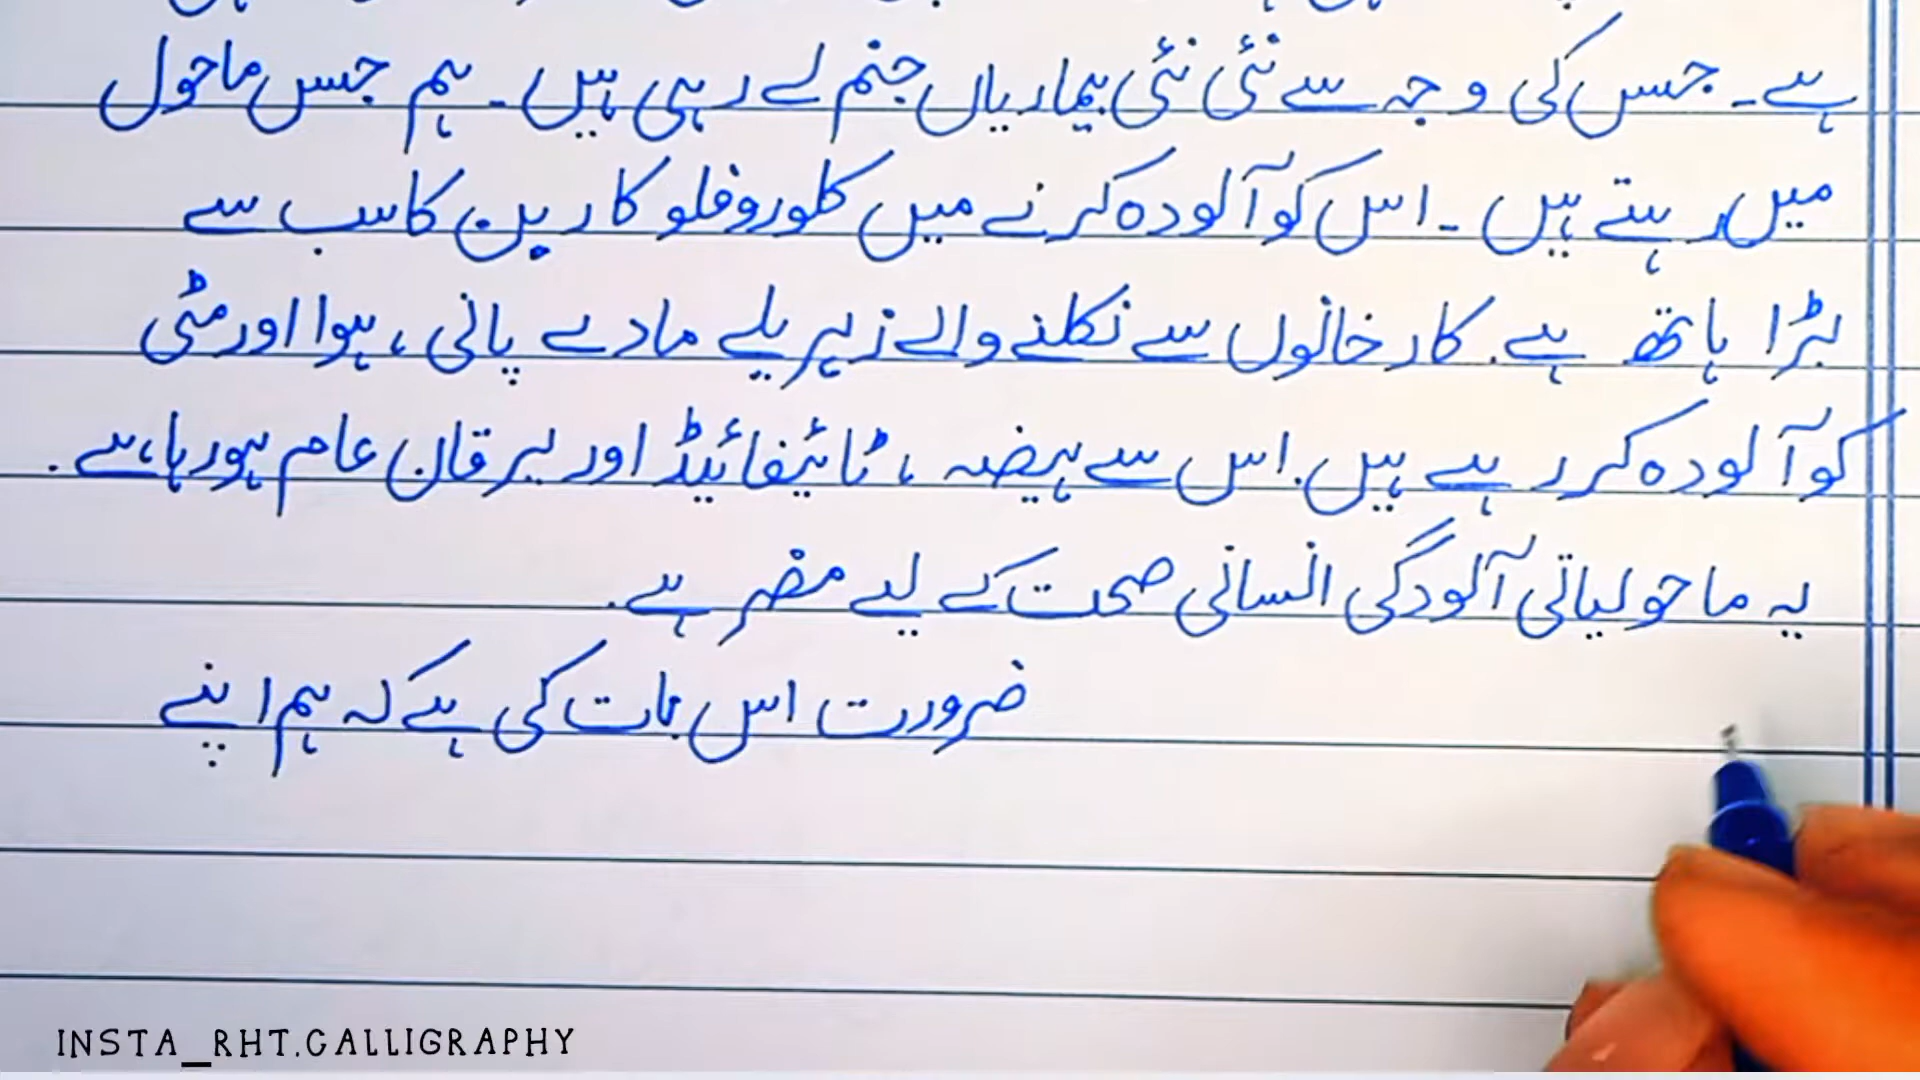 ہے۔ جس کی وجہ سے نئی نئی بیماریاں جنم لے رہی ہیں۔ ہم جس ماحول
میں رہتے ہیں۔ اس کو آلودہ کرنے میں کلوروفلوکاربن کا سب سے
بڑا ہاتھ ہے۔ کارخانوں سے نکلنے والے زہریلے مادے پانی، ہوا اور مٹی
کو آلودہ کر رہے ہیں۔ اس سے ہیضہ، ٹائیفائیڈ اور یرقان عام ہو رہا ہے۔
یہ ماحولیاتی آلودگی انسانی صحت کے لیے مضر ہے۔
ضرورت اس بات کی ہے کہ ہم اپنے
INSTA_RHT.CALLIGRAPHY